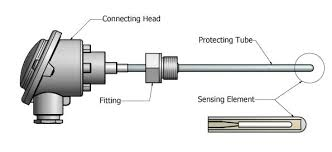 Connecting Head
Protecting Tube
Fitting
Sensing Element